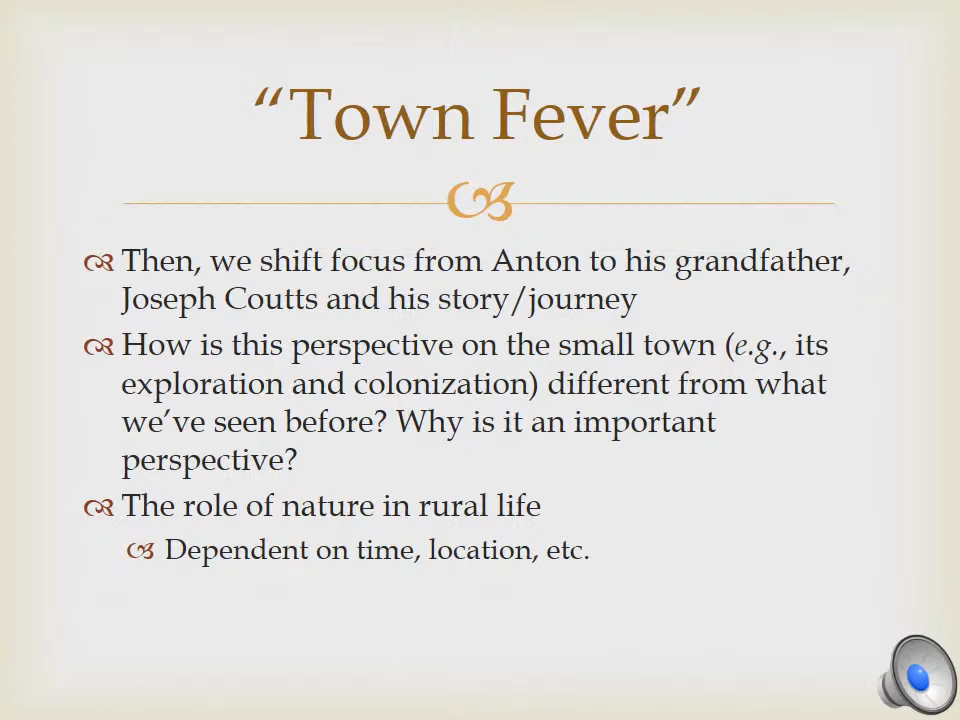 “Town Fever”
Then, we shift focus from Anton to his grandfather,
Joseph Coutts and his story/journey
How is this perspective on the small town (e.g., its
exploration and colonization) different from what
we’ve seen before? Why is it an important
perspective?
The role of nature in rural life
Dependent on time, location, etc.